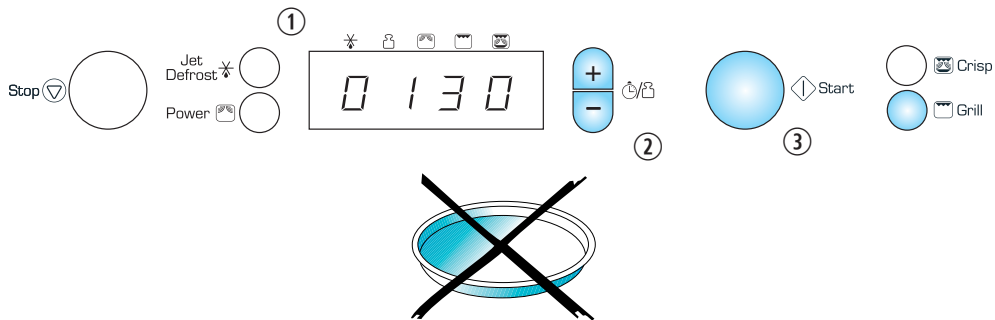 ①
Jet
Defrost
Stop
Power
0130
+
−
/
Start
Crisp
Grill
②
③